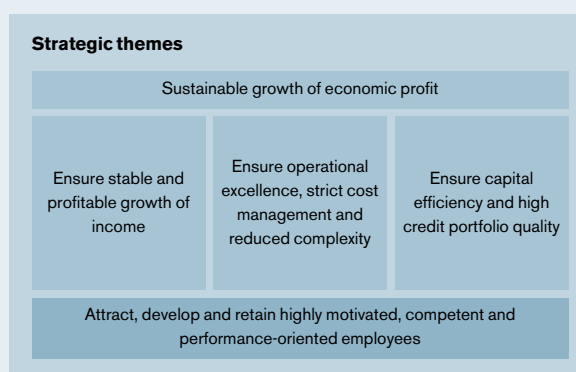 Strategic themes
Sustainable growth of economic profit
Ensure stable and
profitable growth of
income
Ensure operational
excellence, strict cost
management and
reduced complexity
Ensure capital
efficiency and high
credit portfolio quality
Attract, develop and retain highly motivated, competent and
performance-oriented employees